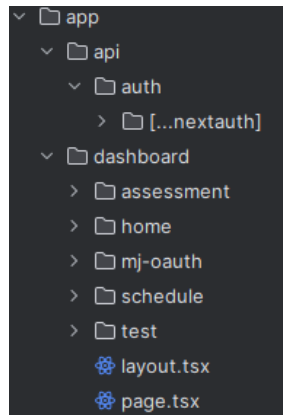 app
api
auth
[...nextauth]
dashboard
assessment
home
mj-oauth
schedule
test
layout.tsx
page.tsx